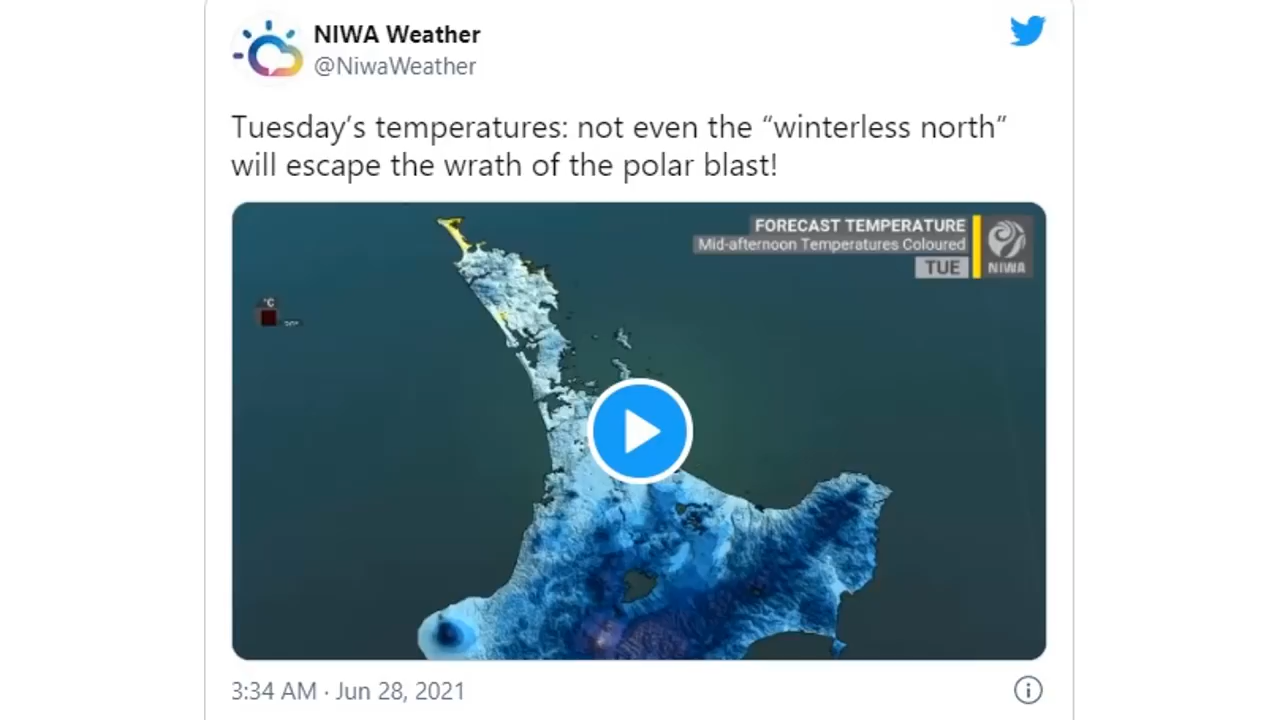 NIWA Weather
@NiwaWeather
Tuesday’s temperatures: not even the “winterless north”
will escape the wrath of the polar blast!
FORECAST TEMPERATURE
Mid-afternoon Temperatures Coloured
TUE
NIWA
°C
3:34 AM · Jun 28, 2021